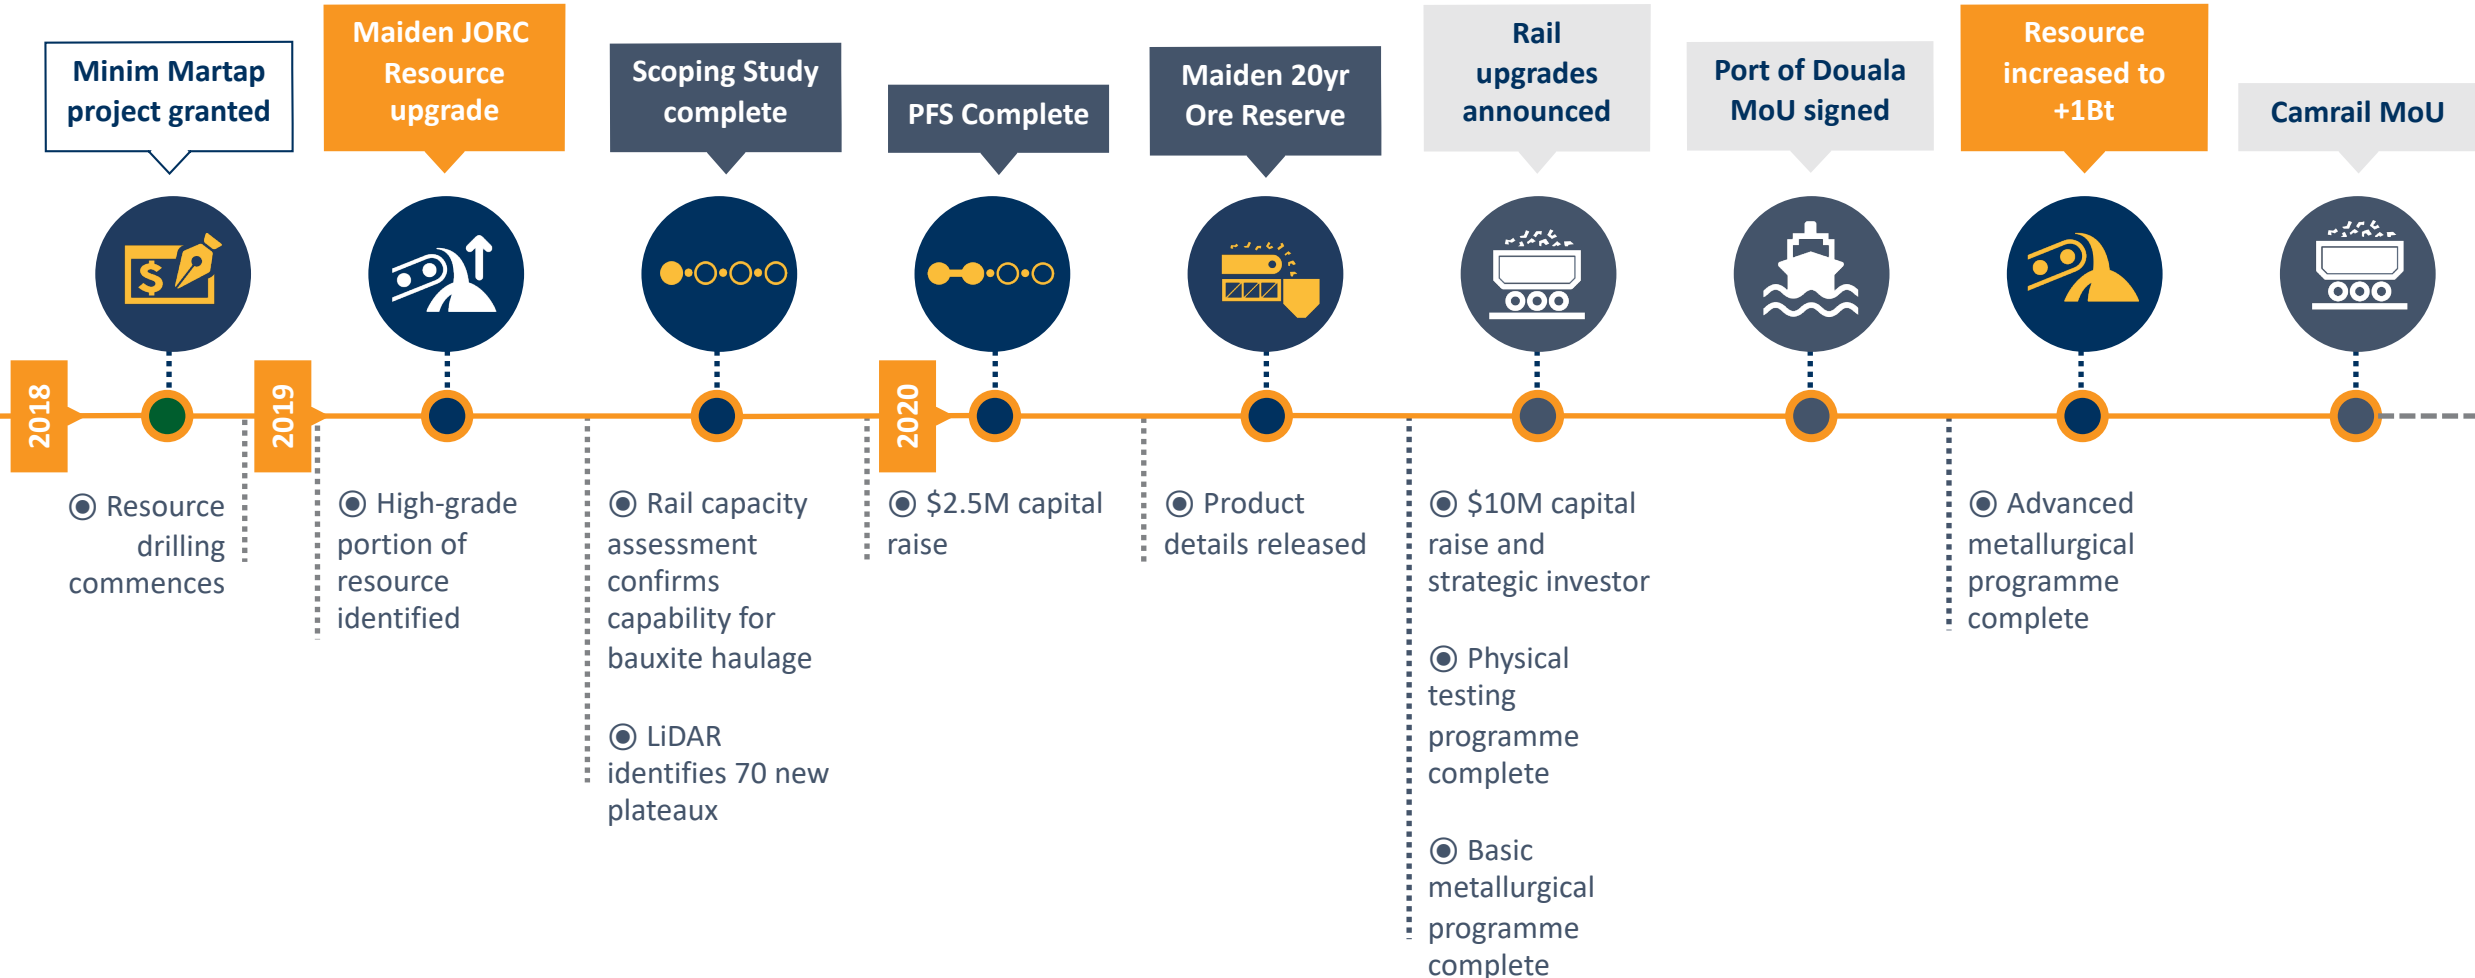 Minim Martap
project granted
Maiden JORC
Resource
upgrade
Scoping Study
complete
PFS Complete
Maiden 20yr
Ore Reserve
Rail
upgrades
announced
Port of Douala
MoU signed
Resource
increased to
+1Bt
Camrail MoU
$
2018
2019
2020
Resource
drilling
commences
High-grade
portion of
resource
identified
Rail capacity
assessment
confirms
capability for
bauxite haulage
LiDAR
identifies 70 new
plateaux
$2.5M capital
raise
Product
details released
$10M capital
raise and
strategic investor
Physical
testing
programme
complete
Basic
metallurgical
programme
complete
Advanced
metallurgical
programme
complete